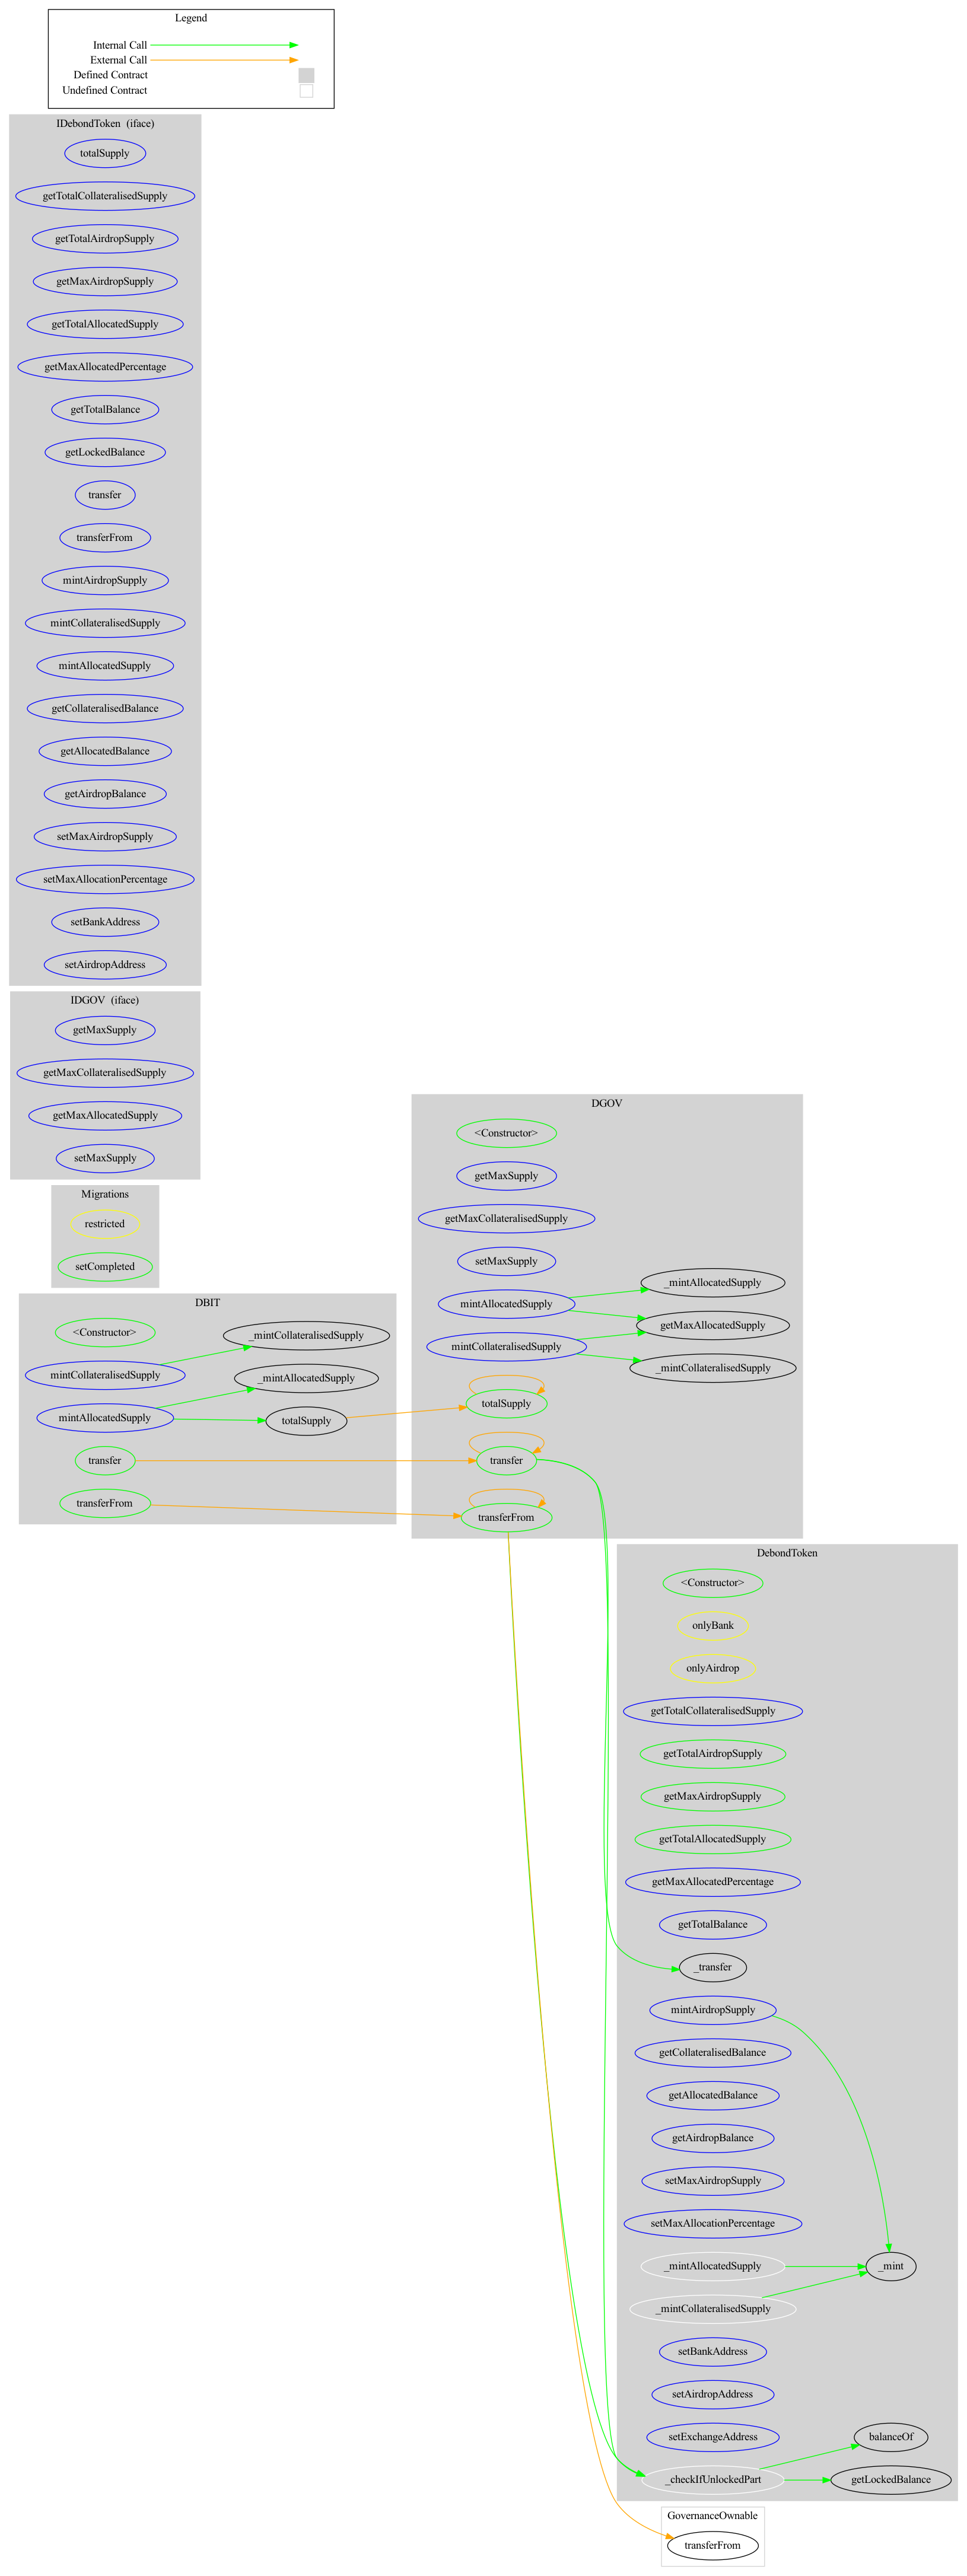 Legend
Internal Call
External Call
Defined Contract
Undefined Contract
IDebondToken (iface)
totalSupply
getTotalCollateralisedSupply
getTotalAirdropSupply
getMaxAirdropSupply
getTotalAllocatedSupply
getMaxAllocatedPercentage
getTotalBalance
getLockedBalance
transfer
transferFrom
mintAirdropSupply
mintCollateralisedSupply
mintAllocatedSupply
getCollateralisedBalance
getAllocatedBalance
getAirdropBalance
setMaxAirdropSupply
setMaxAllocationPercentage
setBankAddress
setAirdropAddress
IDGOV (iface)
getMaxSupply
getMaxCollateralisedSupply
getMaxAllocatedSupply
setMaxSupply
Migrations
restricted
setCompleted
DBIT
<Constructor>
_mintCollateralisedSupply
mintCollateralisedSupply
_mintAllocatedSupply
mintAllocatedSupply
totalSupply
transfer
transferFrom
DGOV
<Constructor>
getMaxSupply
getMaxCollateralisedSupply
setMaxSupply
_mintAllocatedSupply
mintAllocatedSupply
getMaxAllocatedSupply
mintCollateralisedSupply
_mintCollateralisedSupply
totalSupply
transfer
transferFrom
DebondToken
<Constructor>
onlyBank
onlyAirdrop
getTotalCollateralisedSupply
getTotalAirdropSupply
getMaxAirdropSupply
getTotalAllocatedSupply
getMaxAllocatedPercentage
getTotalBalance
_transfer
mintAirdropSupply
getCollateralisedBalance
getAllocatedBalance
getAirdropBalance
setMaxAirdropSupply
setMaxAllocationPercentage
_mintAllocatedSupply
_mint
_mintCollateralisedSupply
setBankAddress
setAirdropAddress
setExchangeAddress
balanceOf
_checkIfUnlockedPart
getLockedBalance
GovernanceOwnable
transferFrom